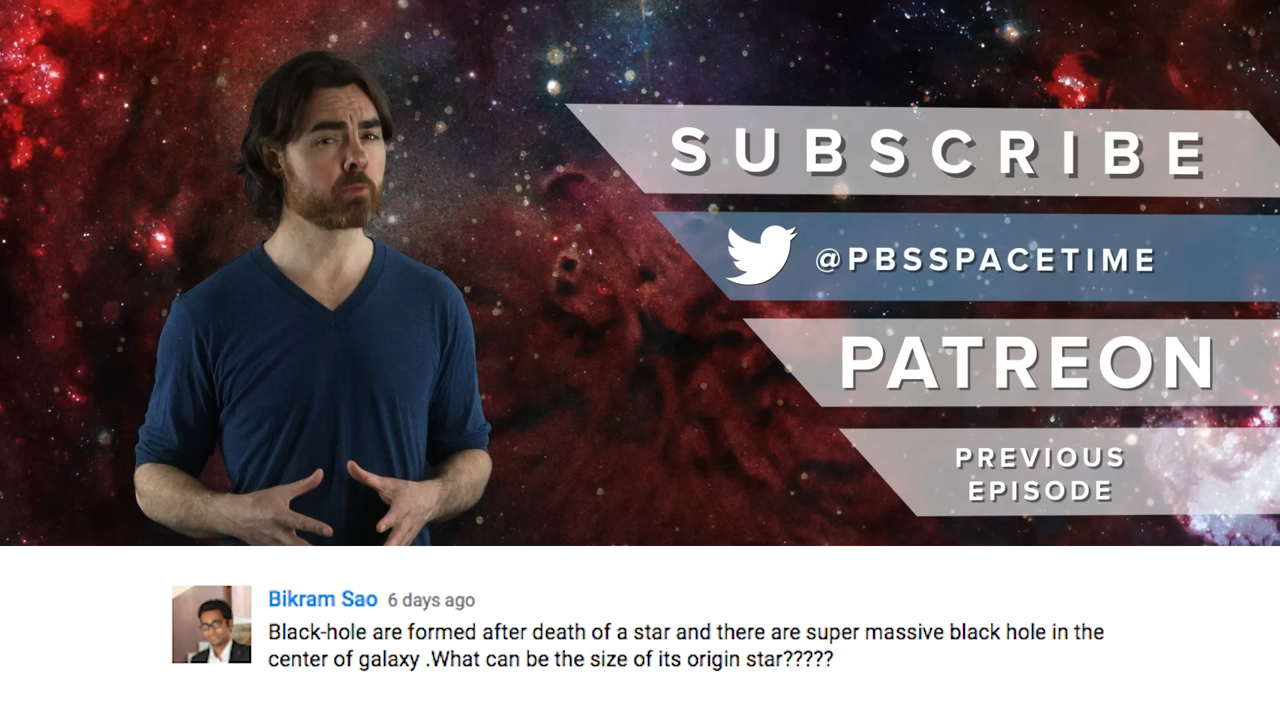 SUBSCRIBE
@PBSSPACETIME
PATREON
PREVIOUS
EPISODE
Bikram Sao 6 days ago
Black-hole are formed after death of a star and there are super massive black hole in the
center of galaxy .What can be the size of its origin star?????